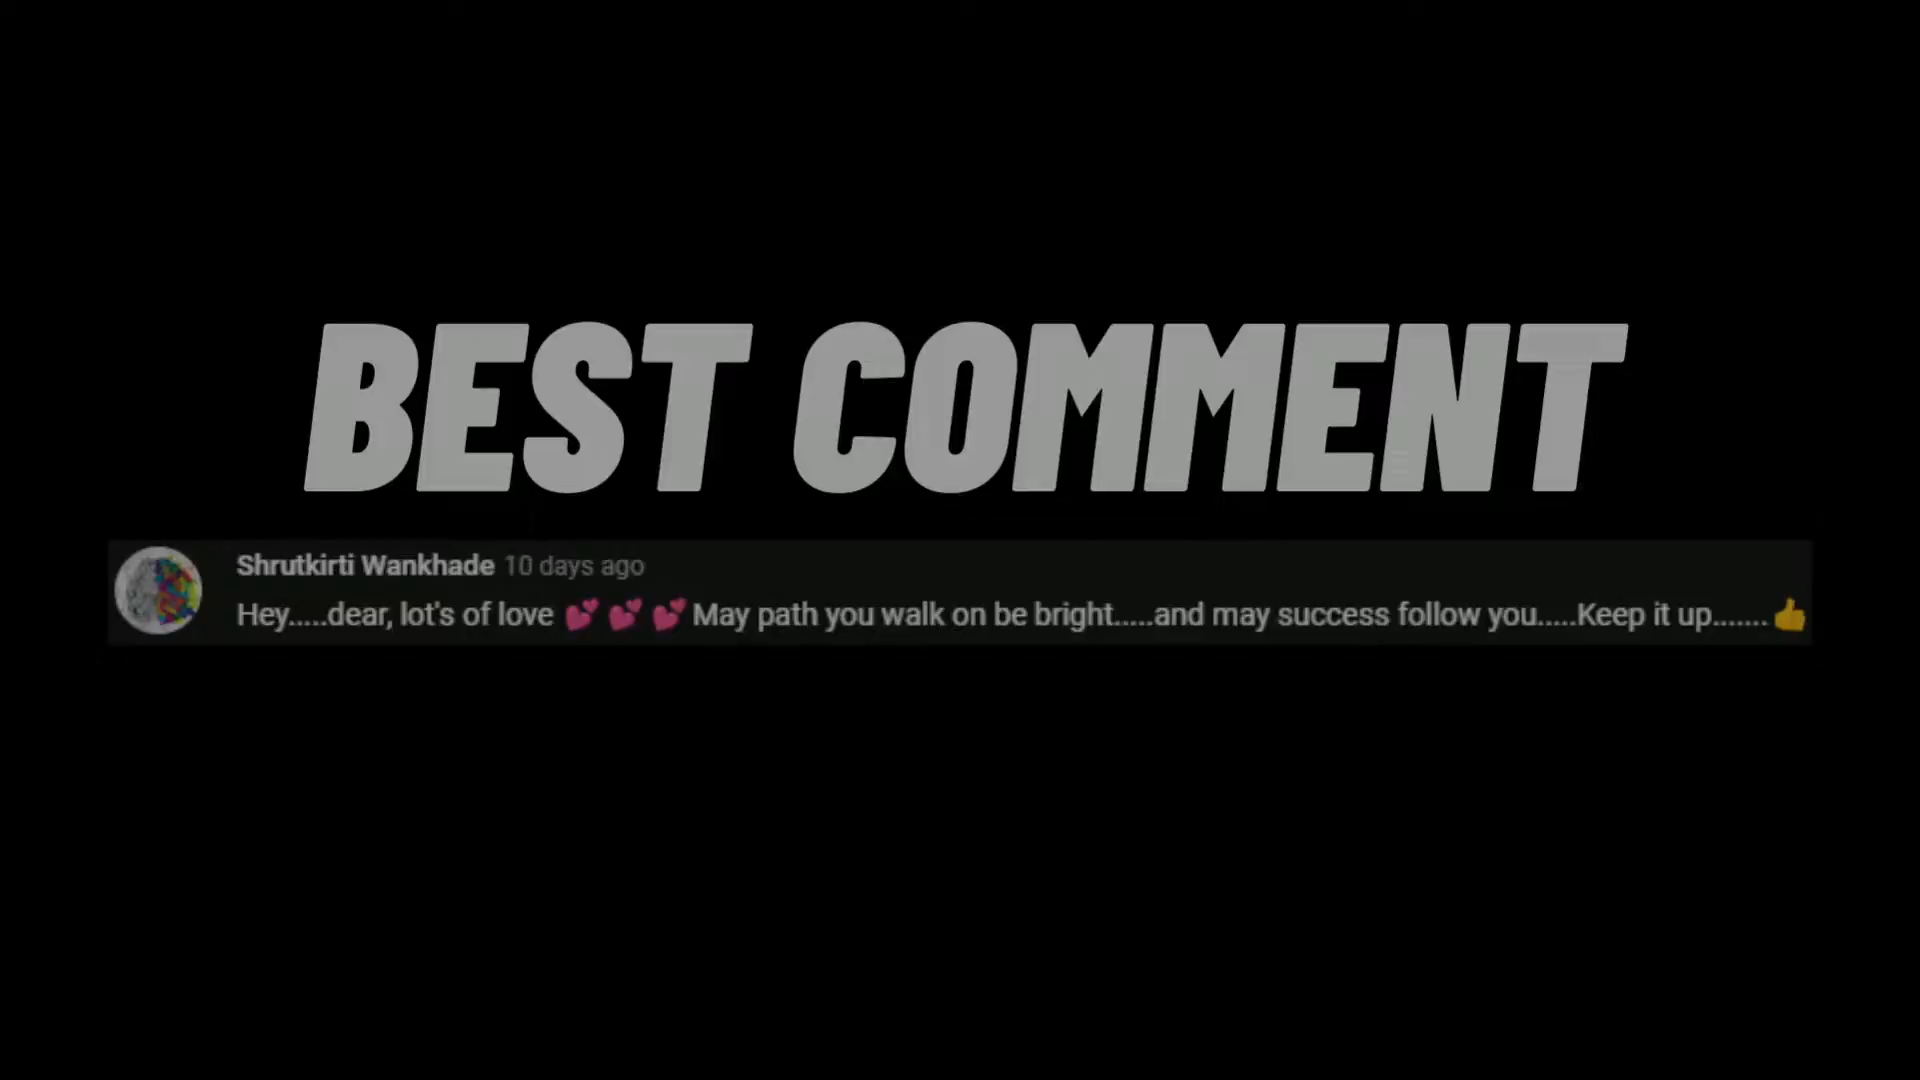 BEST COMMENT
Shrutkirti Wankhade 10 days ago
Hey.....dear, lot's of love 💕 💕 💕 May path you walk on be bright.....and may success follow you.....Keep it up....... 👍